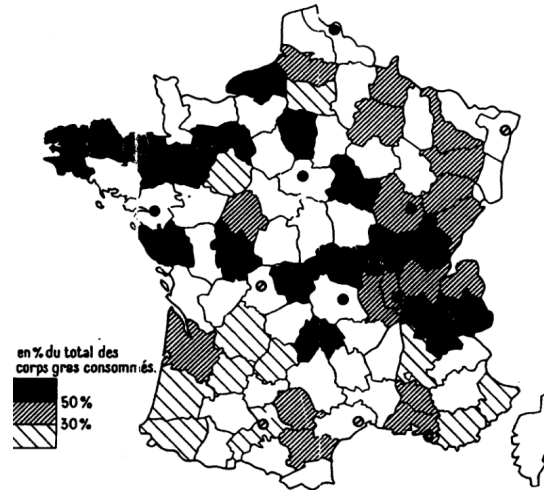 en % du total des
corps gras consommés.
50%
30%